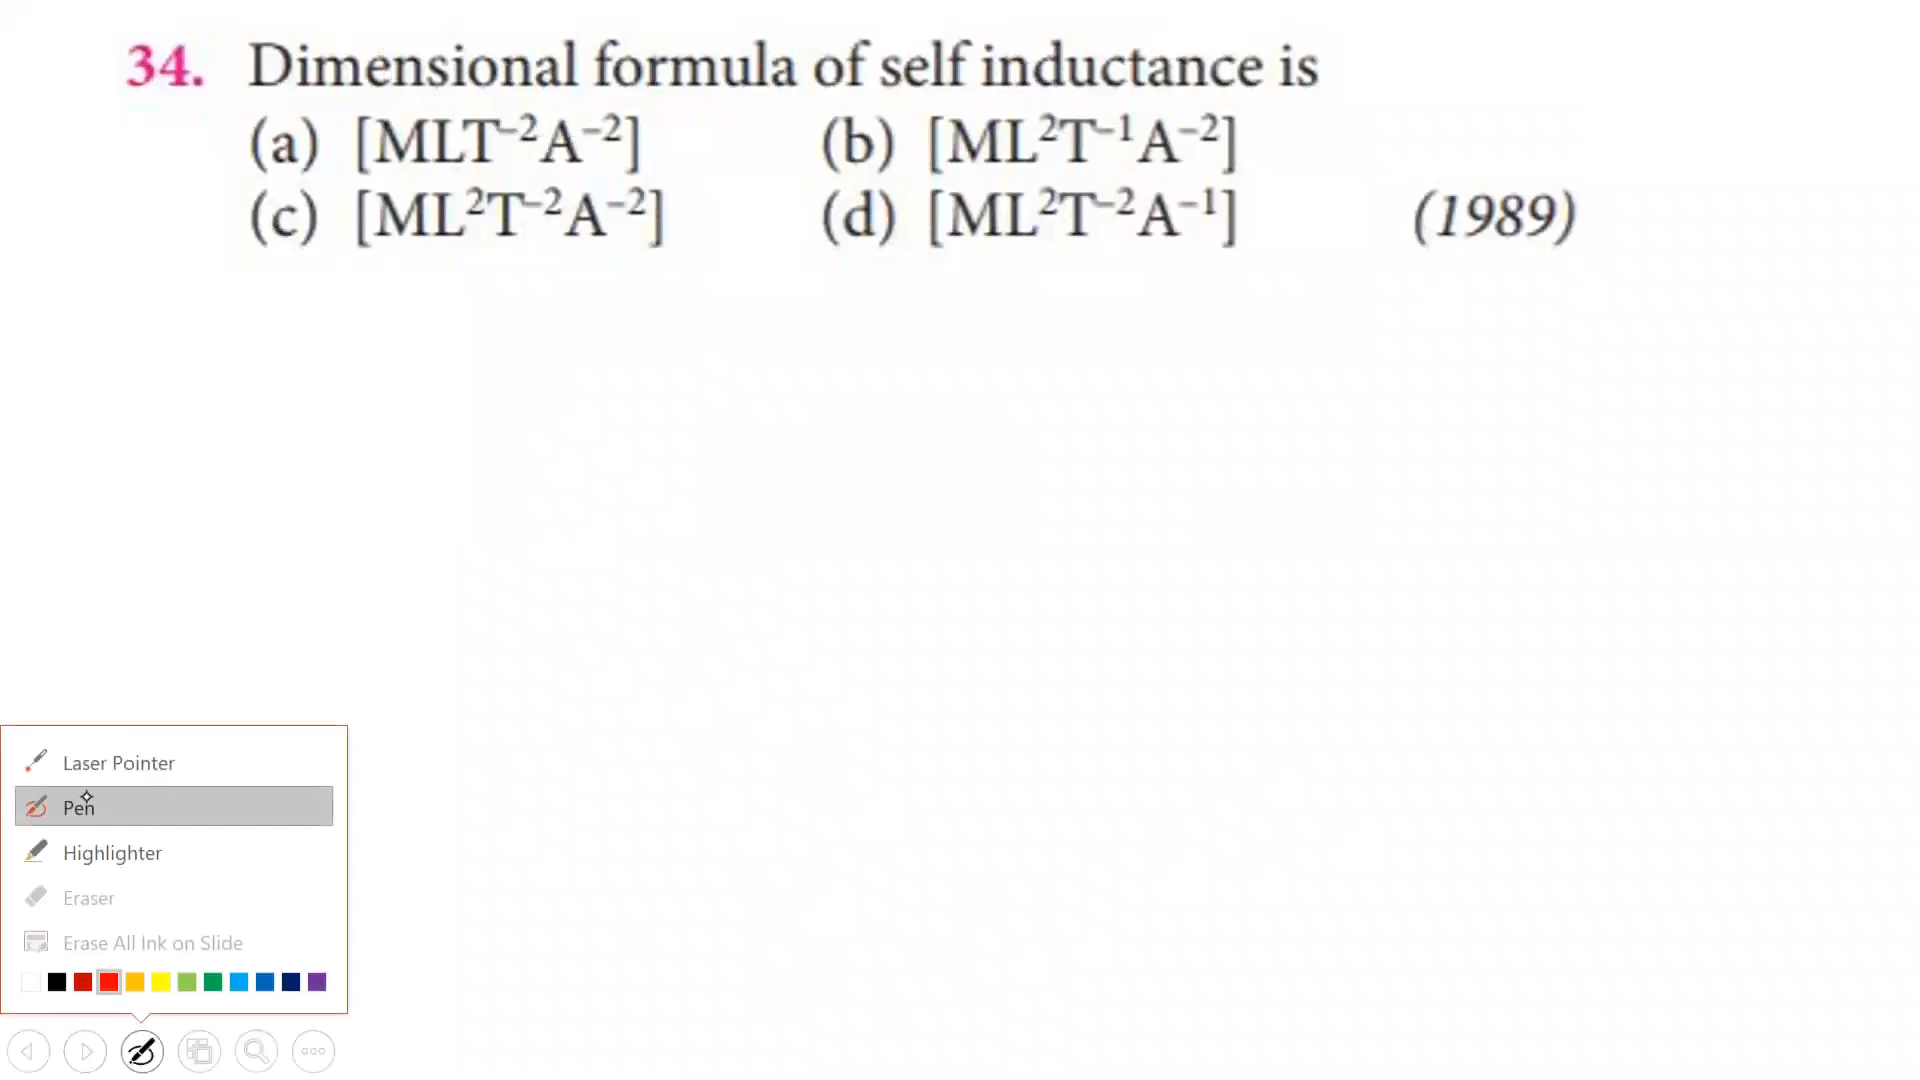 34. Dimensional formula of self inductance is
(a) [MLT⁻²A⁻²] (b) [ML²T⁻¹A⁻²]
(c) [ML²T⁻²A⁻²] (d) [ML²T⁻²A⁻¹] (1989)
Laser Pointer
Pen
Highlighter
Eraser
Erase All Ink on Slide